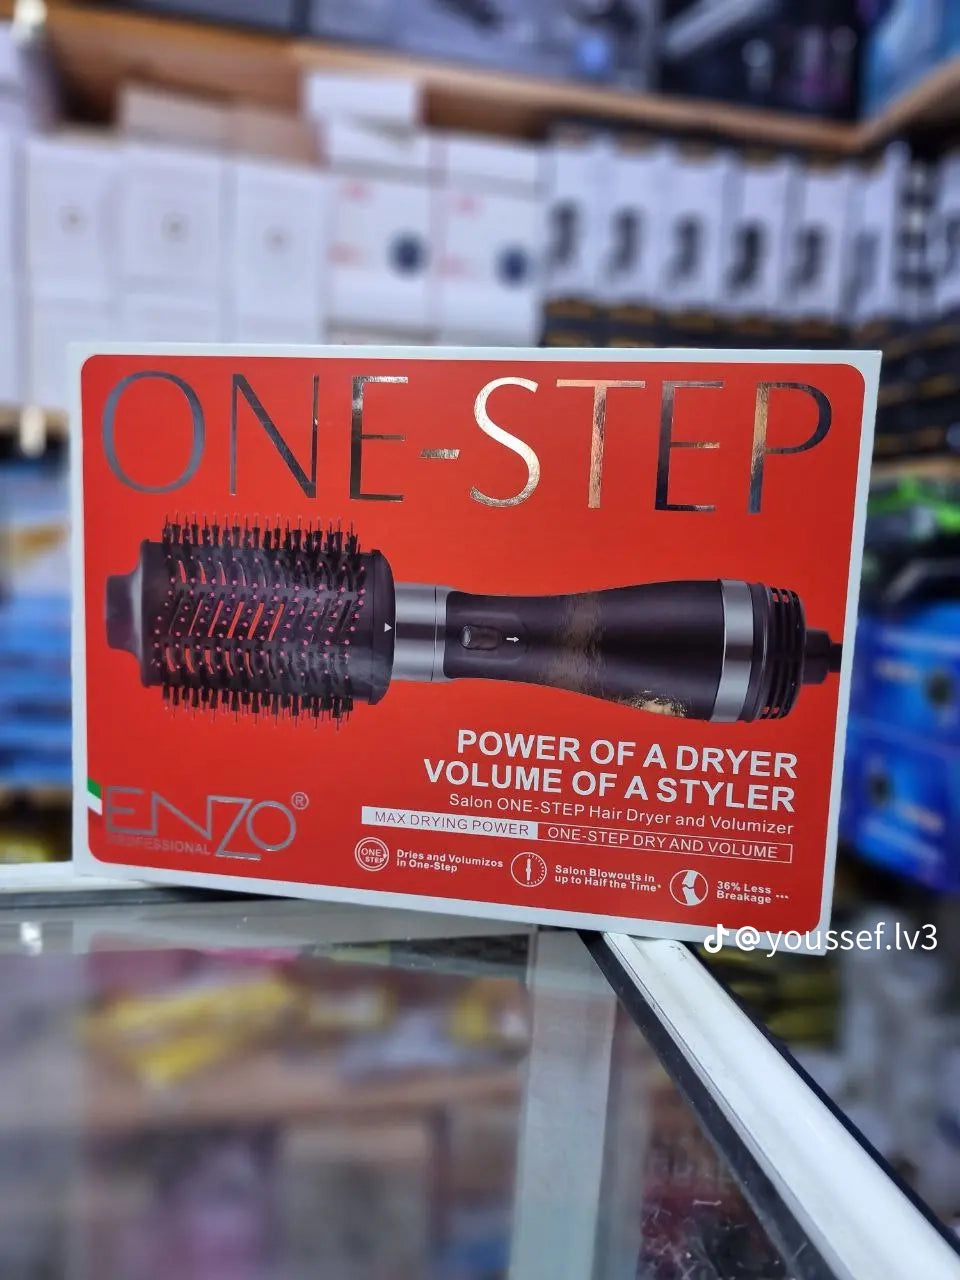 ONE-STEP
POWER OF A DRYER
VOLUME OF A STYLER
Salon ONE-STEP Hair Dryer and Volumizer
MAX DRYING POWER ONE-STEP DRY AND VOLUME
ENZO®
PROFESSIONAL
ONE
STEP
Dries and Volumizos
in One-Step
Salon Blowouts in
up to Half the Time*
36% Less
Breakage ***
@youssef.lv3